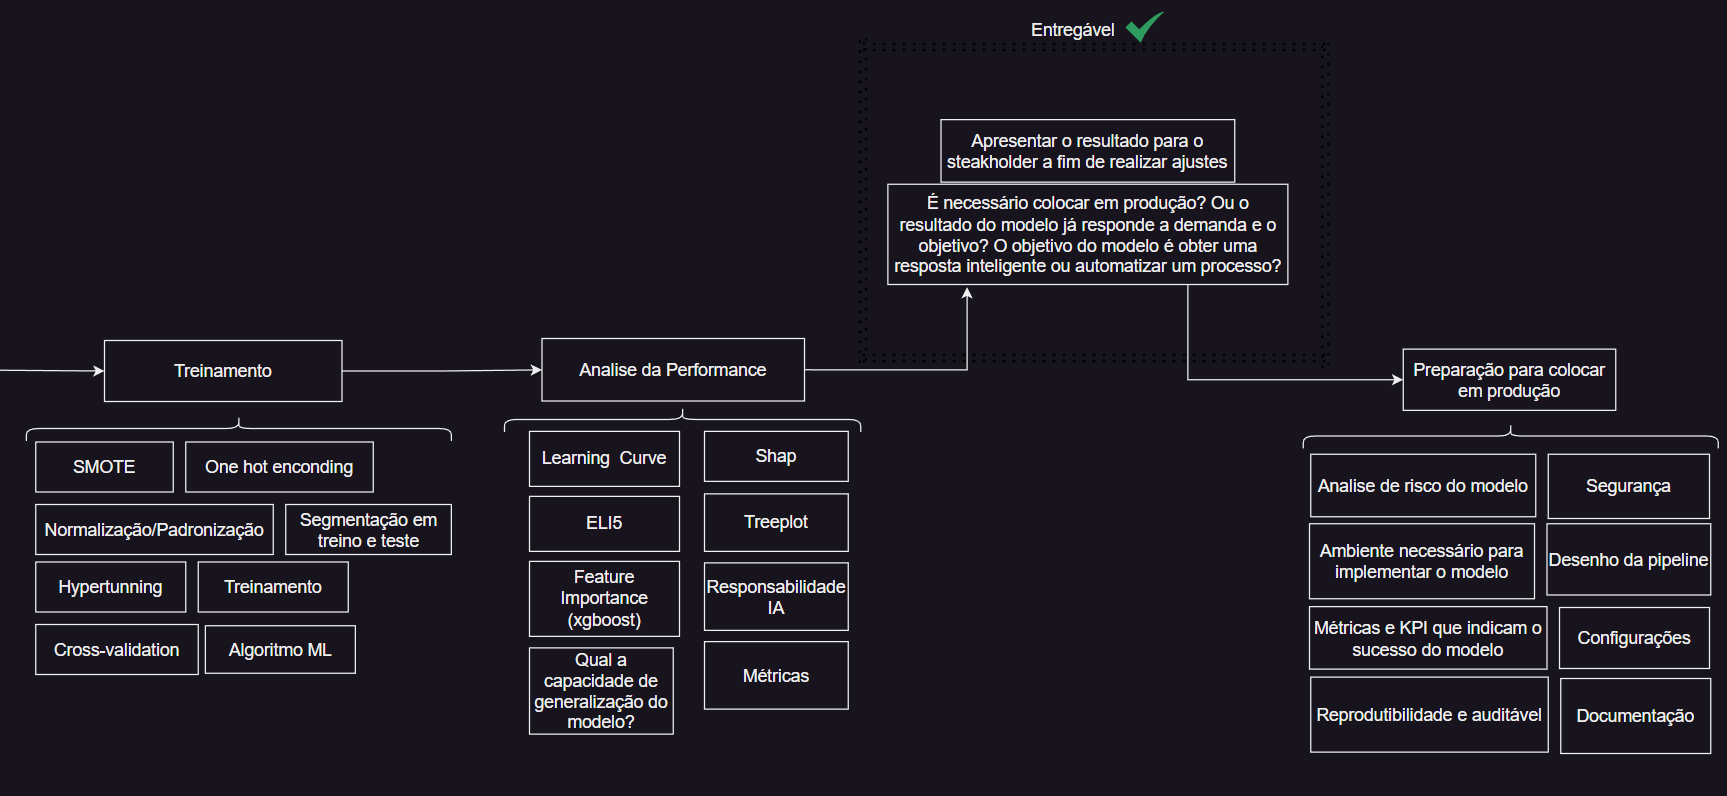 Entregável
Apresentar o resultado para o
steakholder a fim de realizar ajustes
É necessário colocar em produção? Ou o
resultado do modelo já responde a demanda e o
objetivo? O objetivo do modelo é obter uma
resposta inteligente ou automatizar um processo?
Treinamento
SMOTE
One hot enconding
Normalização/Padronização
Segmentação em
treino e teste
Hypertunning
Treinamento
Cross-validation
Algoritmo ML
Analise da Performance
Learning Curve
Shap
ELI5
Treeplot
Feature
Importance
(xgboost)
Responsabilidade
IA
Qual a
capacidade de
generalização do
modelo?
Métricas
Preparação para colocar
em produção
Analise de risco do modelo
Segurança
Ambiente necessário para
implementar o modelo
Desenho da pipeline
Métricas e KPI que indicam o
sucesso do modelo
Configurações
Reprodutibilidade e auditável
Documentação